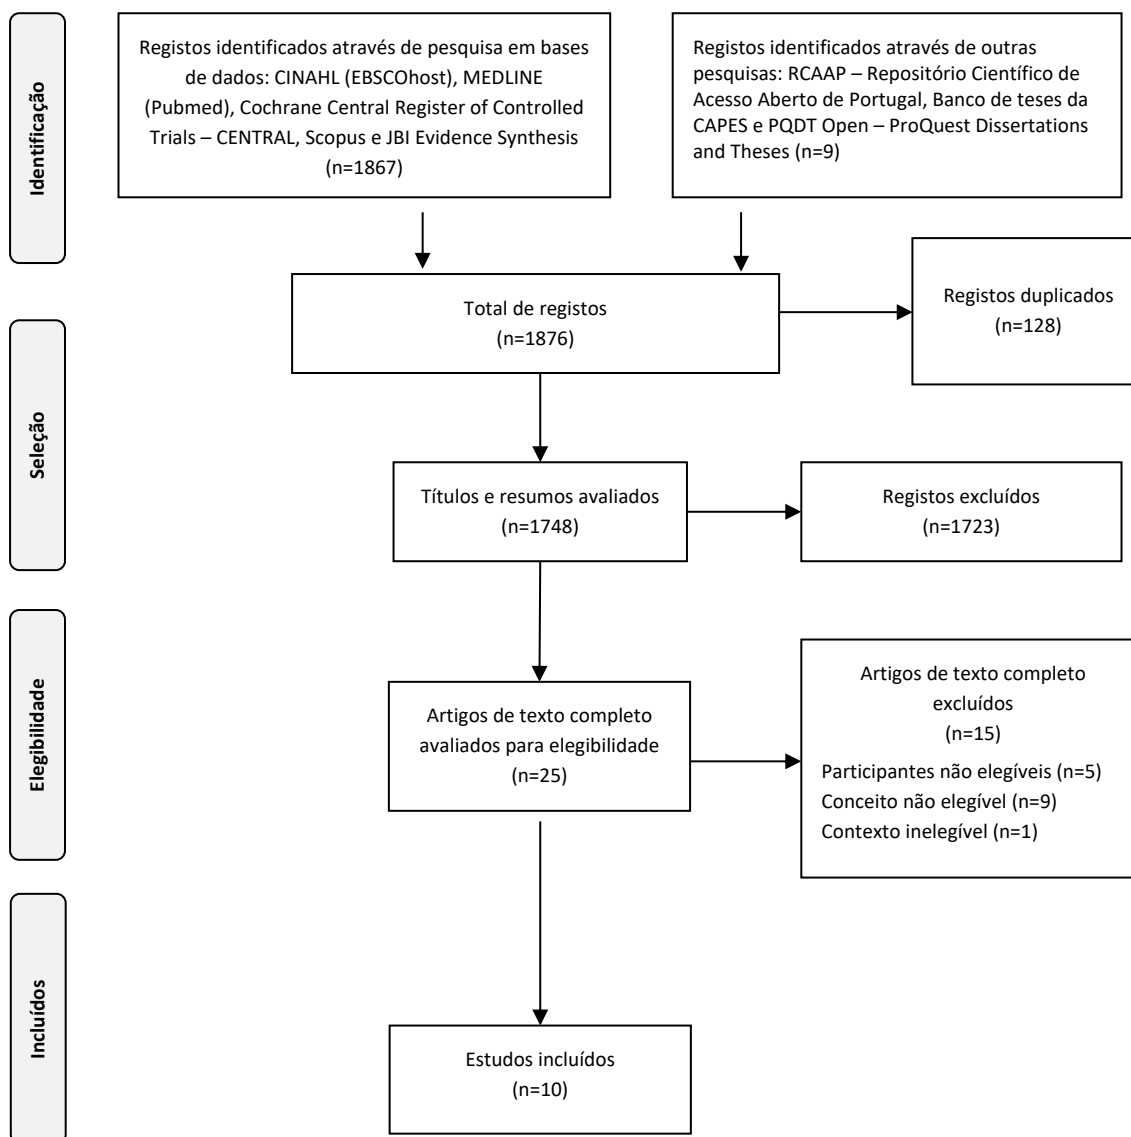 Identificação
Registos identificados através de pesquisa em bases
de dados: CINAHL (EBSCOhost), MEDLINE
(Pubmed), Cochrane Central Register of Controlled
Trials – CENTRAL, Scopus e JBI Evidence Synthesis
(n=1867)
Registos identificados através de outras
pesquisas: RCAAP – Repositório Científico de
Acesso Aberto de Portugal, Banco de teses da
CAPES e PQDT Open – ProQuest Dissertations
and Theses (n=9)
Total de registos
(n=1876)
Registos duplicados
(n=128)
Seleção
Títulos e resumos avaliados
(n=1748)
Registos excluídos
(n=1723)
Elegibilidade
Artigos de texto completo
avaliados para elegibilidade
(n=25)
Artigos de texto completo
excluídos
(n=15)
Participantes não elegíveis (n=5)
Conceito não elegível (n=9)
Contexto inelegível (n=1)
Incluídos
Estudos incluídos
(n=10)